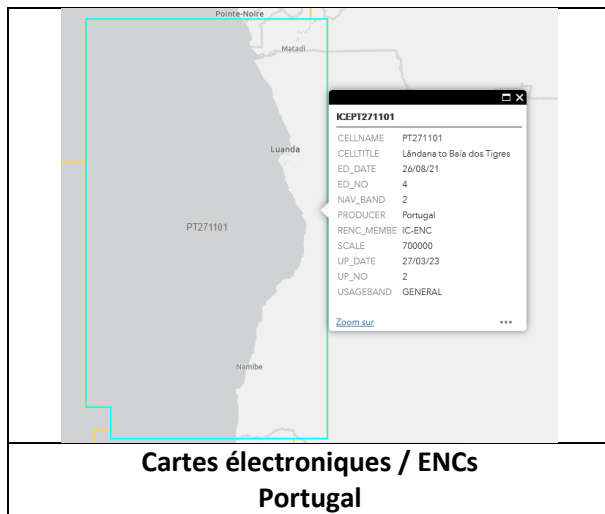 Pointe-Noire
Matadi
Luanda
PT271101
Namibe
ICEPT271101
CELLNAME PT271101
CELLTITLE Lândana to Baía dos Tigres
ED_DATE 26/08/21
ED_NO 4
NAV_BAND 2
PRODUCER Portugal
RENC_MEMBE IC-ENC
SCALE 700000
UP_DATE 27/03/23
UP_NO 2
USAGEBAND GENERAL
Zoom sur
Cartes électroniques / ENCs
Portugal